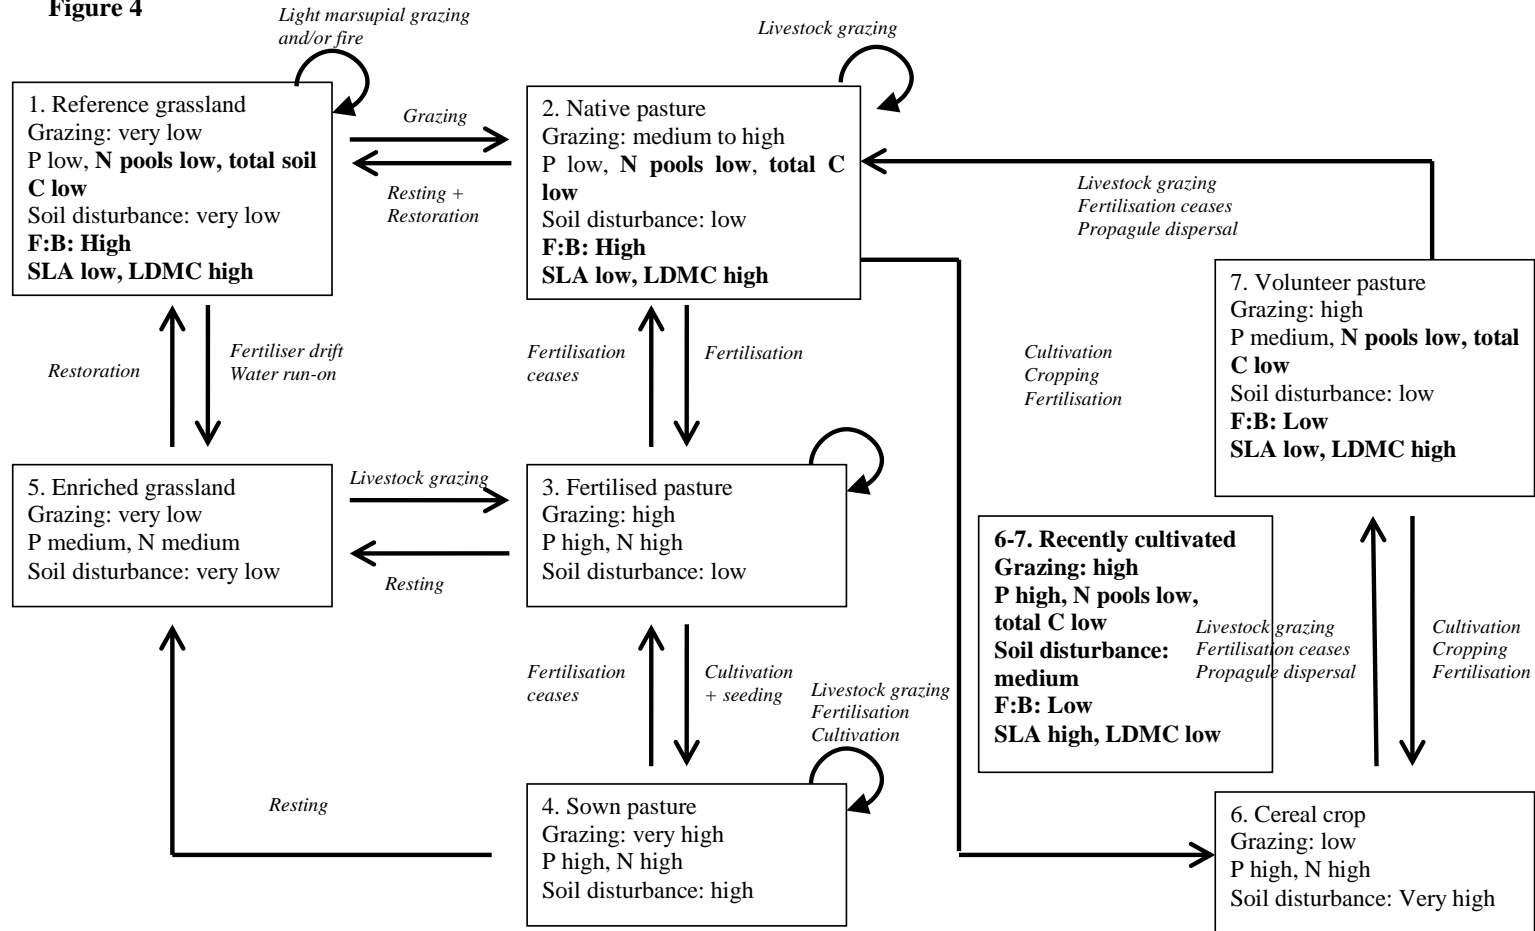 Figure 4
Light marsupial grazing
and/or fire
Livestock grazing
1. Reference grassland
Grazing: very low
P low, N pools low, total soil
C low
Soil disturbance: very low
F:B: High
SLA low, LDMC high
Grazing
Resting +
Restoration
2. Native pasture
Grazing: medium to high
P low, N pools low, total C
low
Soil disturbance: low
F:B: High
SLA low, LDMC high
Livestock grazing
Fertilisation ceases
Propagule dispersal
7. Volunteer pasture
Grazing: high
P medium, N pools low, total
C low
Soil disturbance: low
F:B: Low
SLA low, LDMC high
Restoration
Fertiliser drift
Water run-on
Fertilisation
ceases
Fertilisation
Cultivation
Cropping
Fertilisation
5. Enriched grassland
Grazing: very low
P medium, N medium
Soil disturbance: very low
Livestock grazing
Resting
3. Fertilised pasture
Grazing: high
P high, N high
Soil disturbance: low
6-7. Recently cultivated
Grazing: high
P high, N pools low,
total C low
Soil disturbance:
medium
F:B: Low
SLA high, LDMC low
Livestock grazing
Fertilisation ceases
Propagule dispersal
Cultivation
Cropping
Fertilisation
Fertilisation
ceases
Cultivation
+ seeding
Livestock grazing
Fertilisation
Cultivation
Resting
4. Sown pasture
Grazing: very high
P high, N high
Soil disturbance: high
6. Cereal crop
Grazing: low
P high, N high
Soil disturbance: Very high